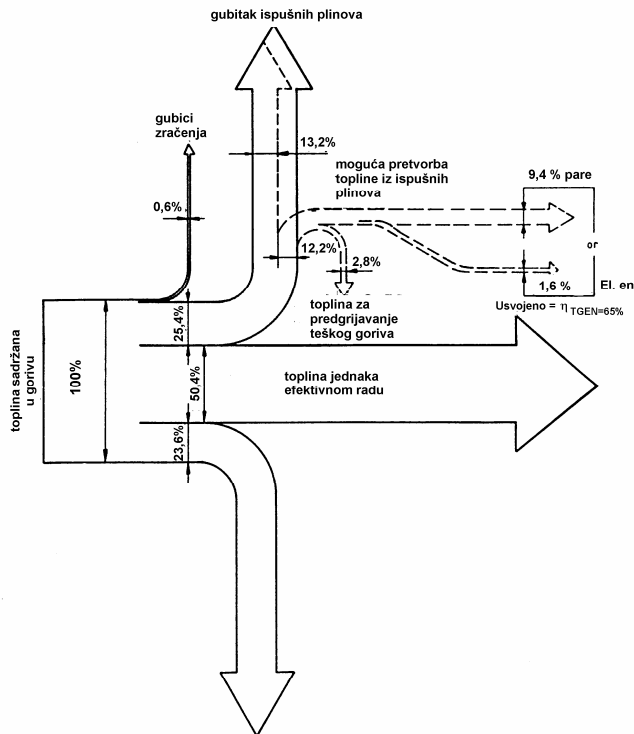 gubitak ispušnih plinova
gubici
zračenja
13,2%
moguća pretvorba
topline iz ispušnih
plinova
9,4 % pare
0,6%
or
12,2%
2,8%
1,6 %
El. en
toplina za
predgrijavanje
teškog goriva
Usvojeno = η TGEN=65%
25,4%
toplina sadržana
u gorivu
100%
50,4%
toplina jednaka
efektivnom radu
23,6%